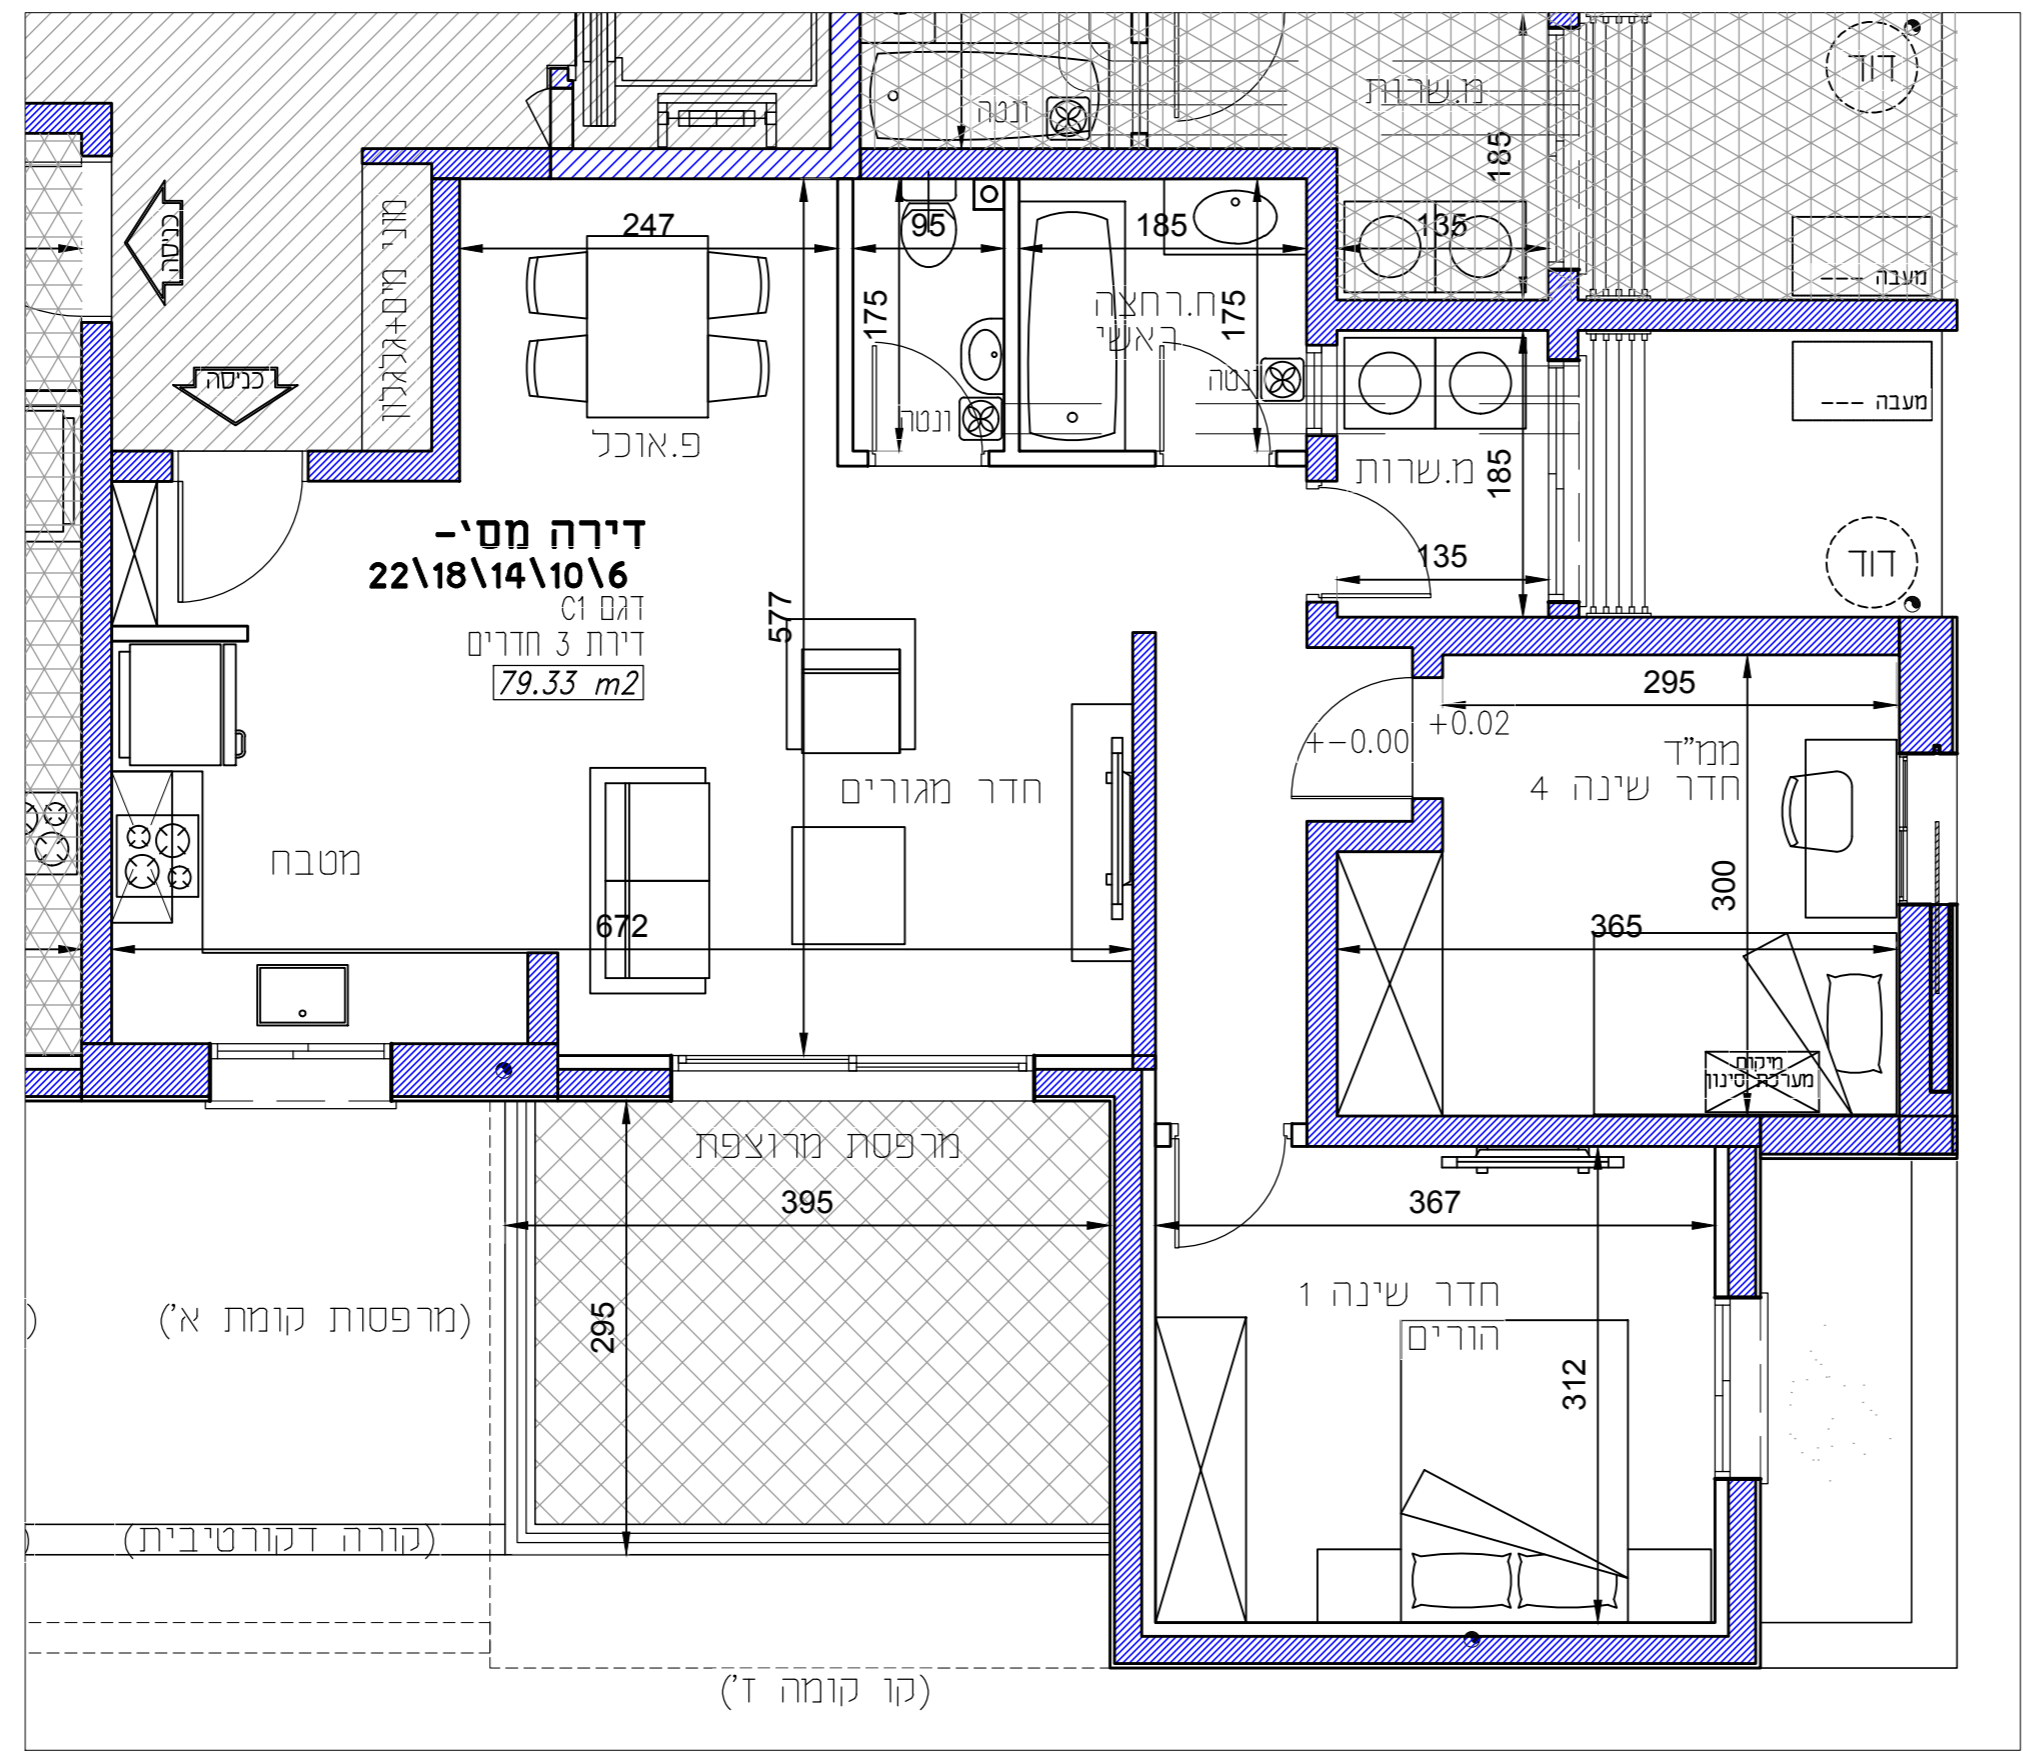 ונטה
מ.שרות
185
דוד
135
מעבה ---
כניסה
כניסה
מוני מים+גלגלון
247
95
185
175
175
ח.רחצה
ראשי
ונטה
ונטה
פ.אוכל
מ.שרות
185
135
מעבה ---
דוד
דירה מס'-
22\18\14\10\6
דגם C1
דירת 3 חדרים
79.33 m2
577
295
+-0.00
+0.02
ממ"ד
חדר שינה 4
חדר מגורים
מטבח
672
300
365
מיקום
מערכת סינון
מרפסת מרוצפת
395
295
367
חדר שינה 1
הורים
312
(מרפסות קומת א')
(קורה דקורטיבית)
(קו קומה ז')